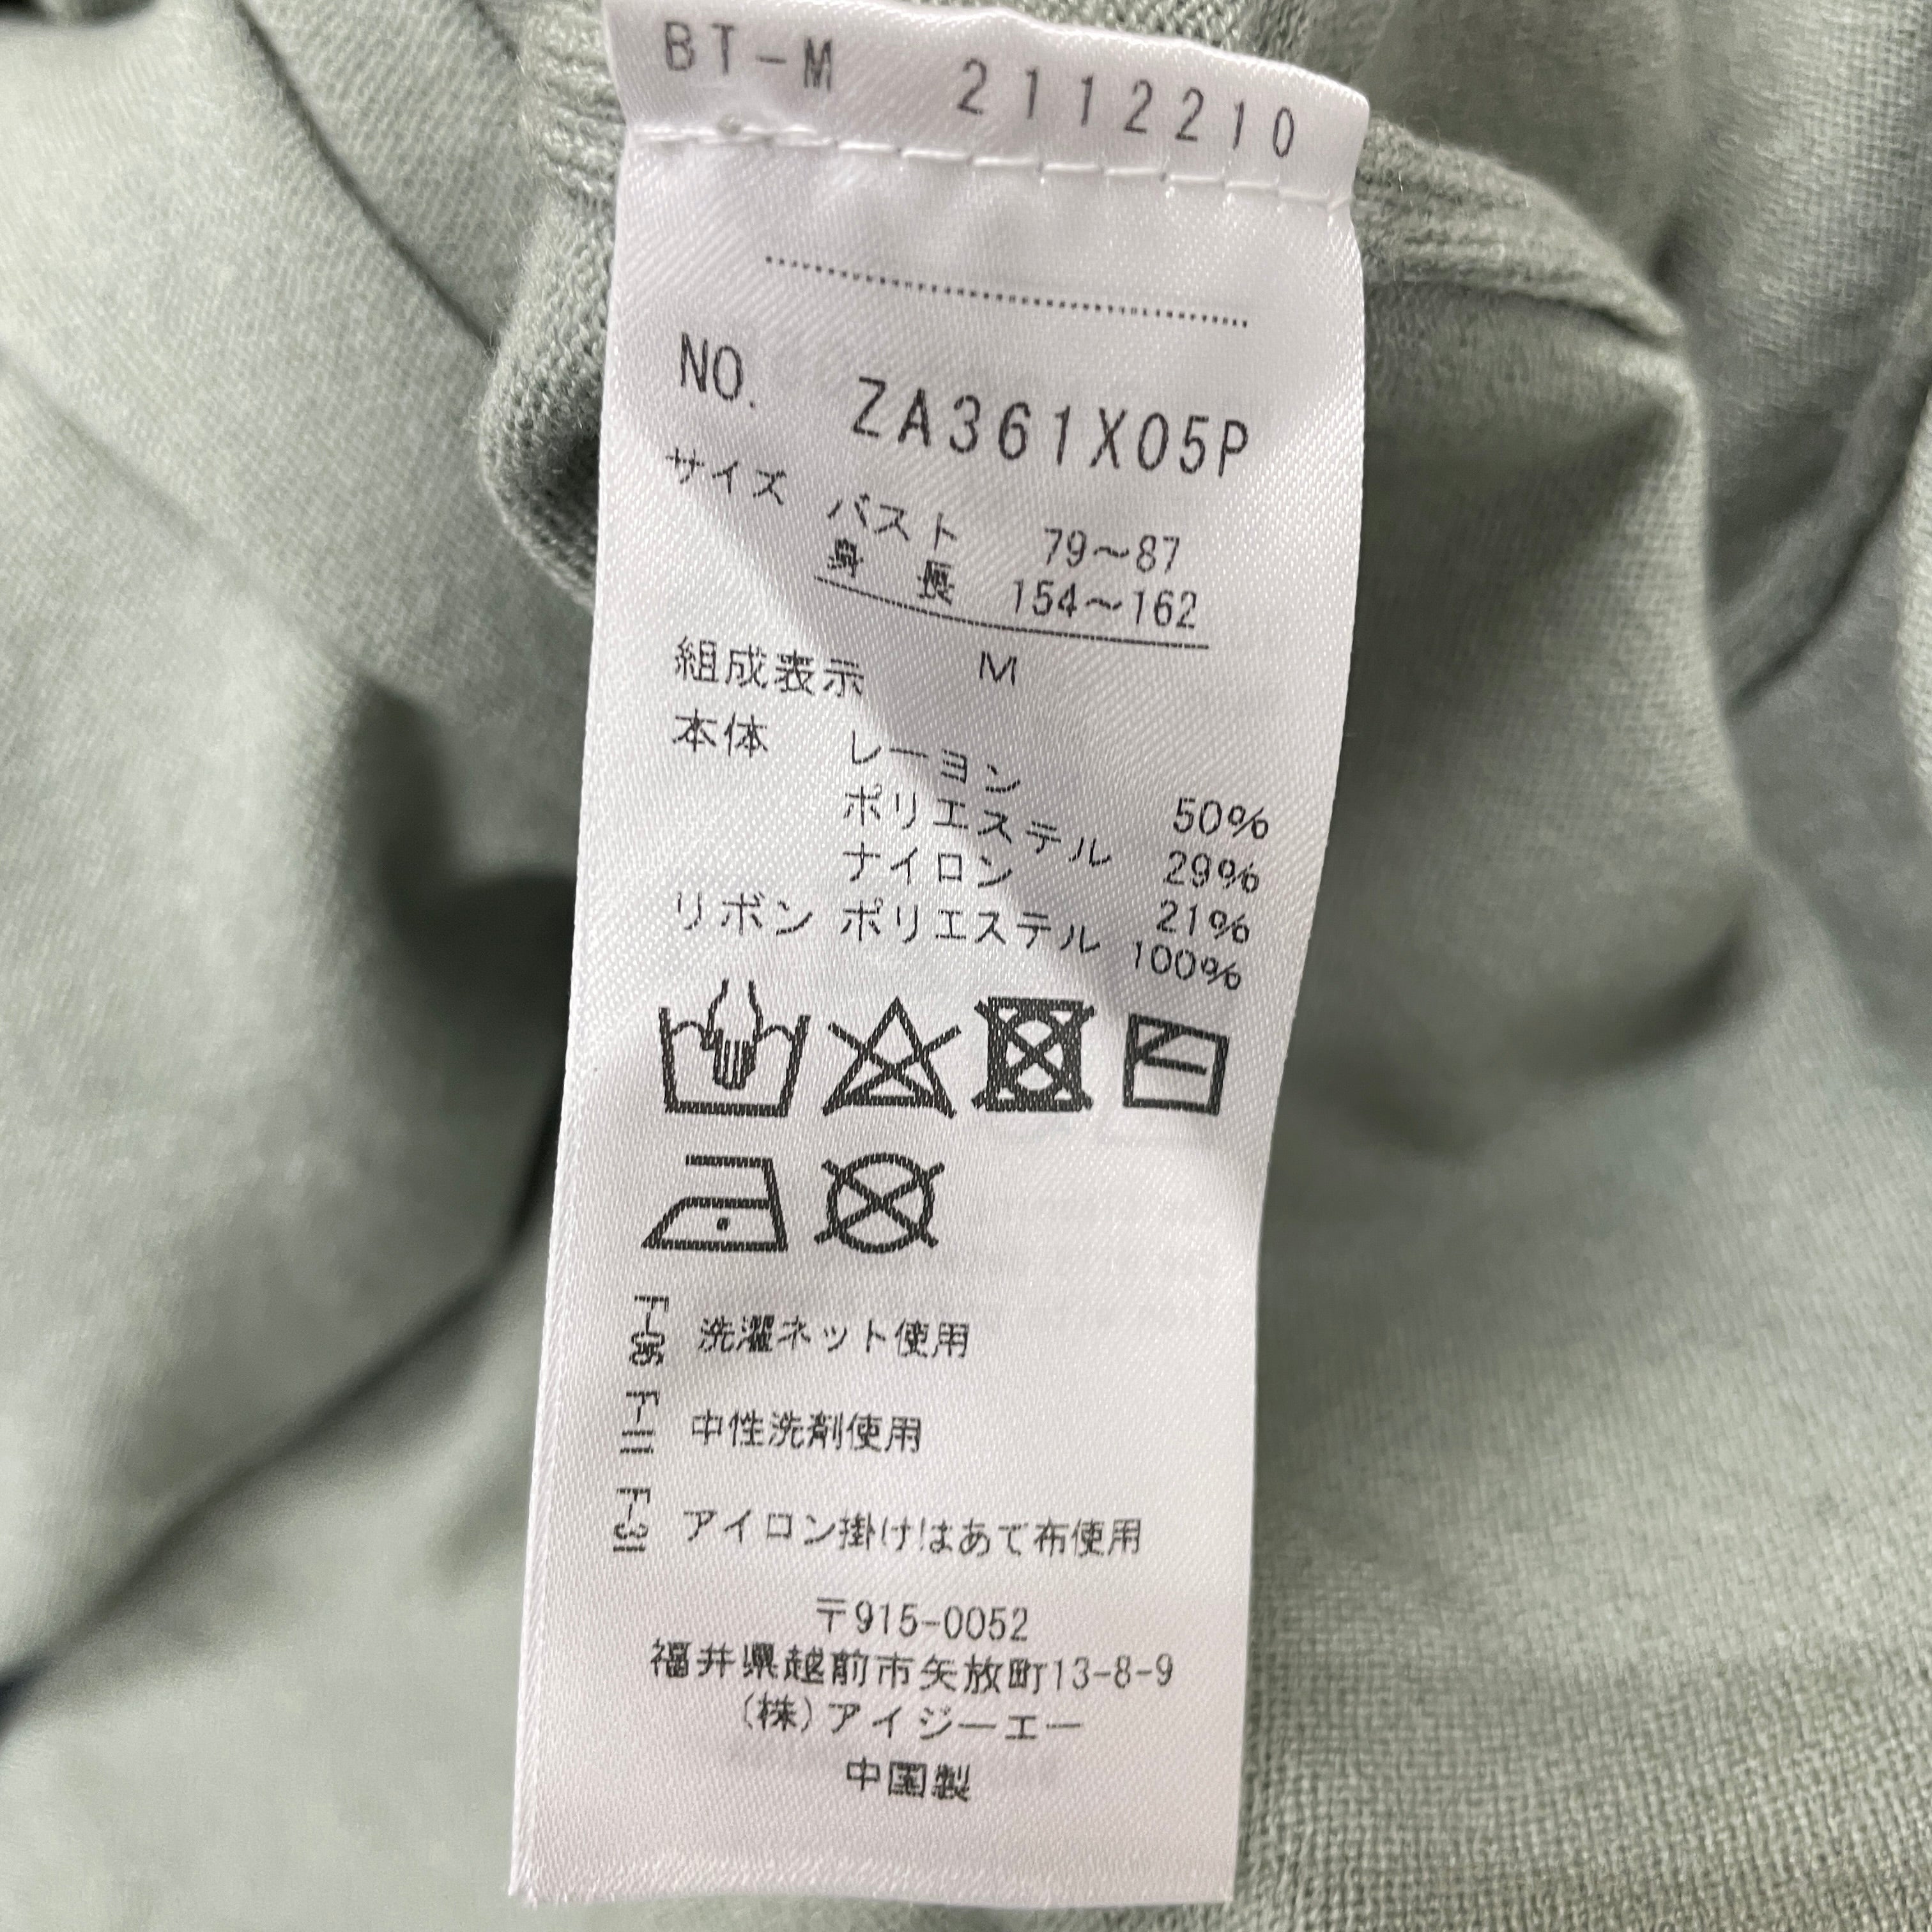 BT-M 2112210
NO. ZA361X05P
サイズ バスト 79～87
身長 154～162
M
組成表示
本体 レーヨン 50%
ポリエステル 29%
ナイロン 21%
リボン ポリエステル 100%
F-06 洗濯ネット使用
F-11 中性洗剤使用
F-31 アイロン掛けはあて布使用
〒915-0052
福井県越前市矢放町13-8-9
(株)アイジーエー
中国製